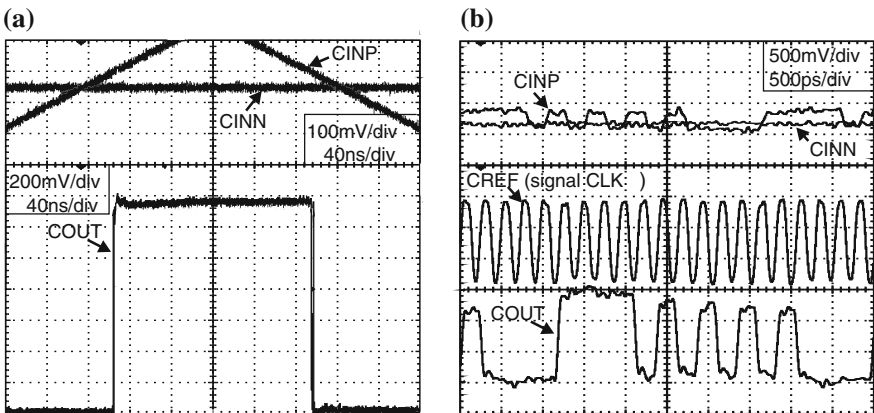 (a)
CINP
CINN
100mV/div
40ns/div
200mV/div
40ns/div
COUT
(b)
500mV/div
500ps/div
CINP
CINN
CREF (signal CLK )
COUT